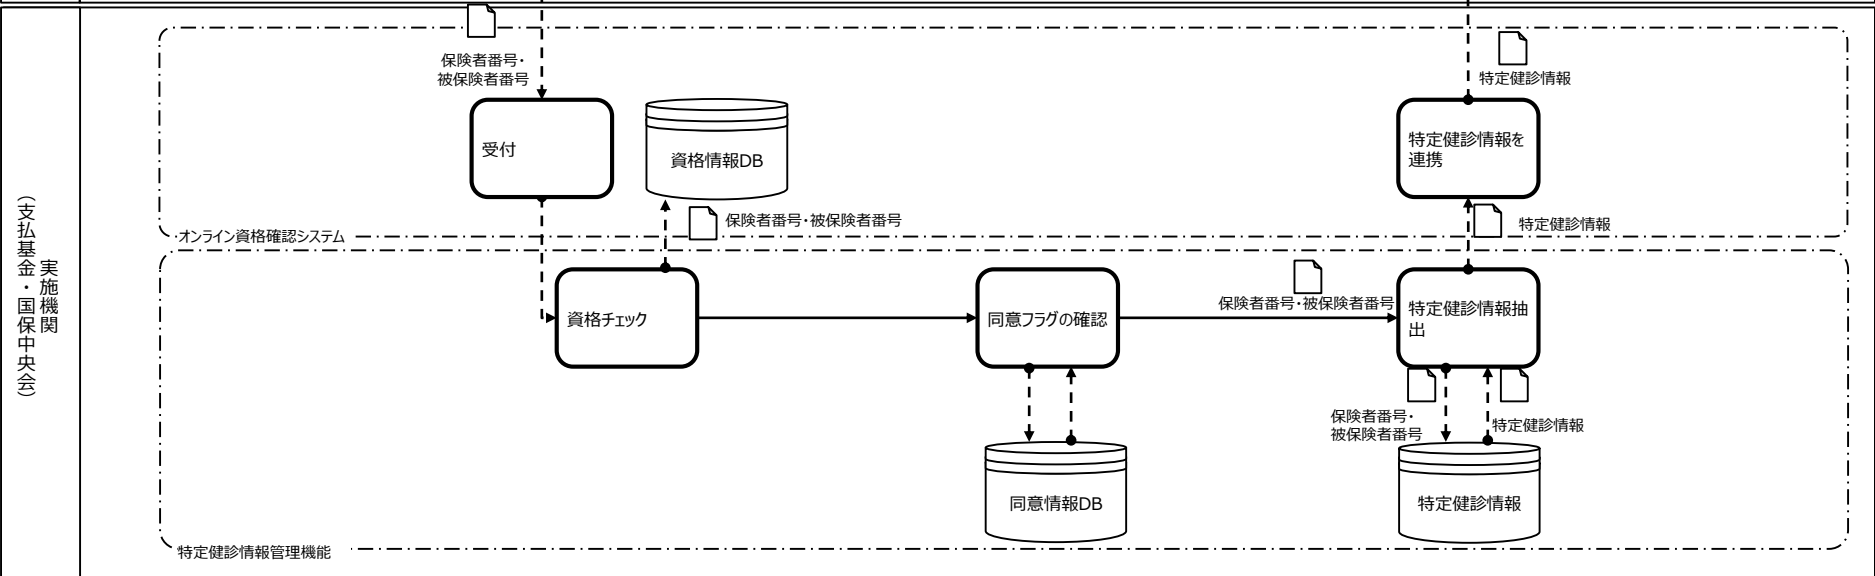 実施機関
（支払基金・国保中央会）
保険者番号・
被保険者番号
特定健診情報
受付
資格情報DB
特定健診情報を
連携
保険者番号・被保険者番号
特定健診情報
オンライン資格確認システム
保険者番号・被保険者番号
資格チェック
同意フラグの確認
特定健診情報抽
出
保険者番号・
被保険者番号
特定健診情報
同意情報DB
特定健診情報
特定健診情報管理機能